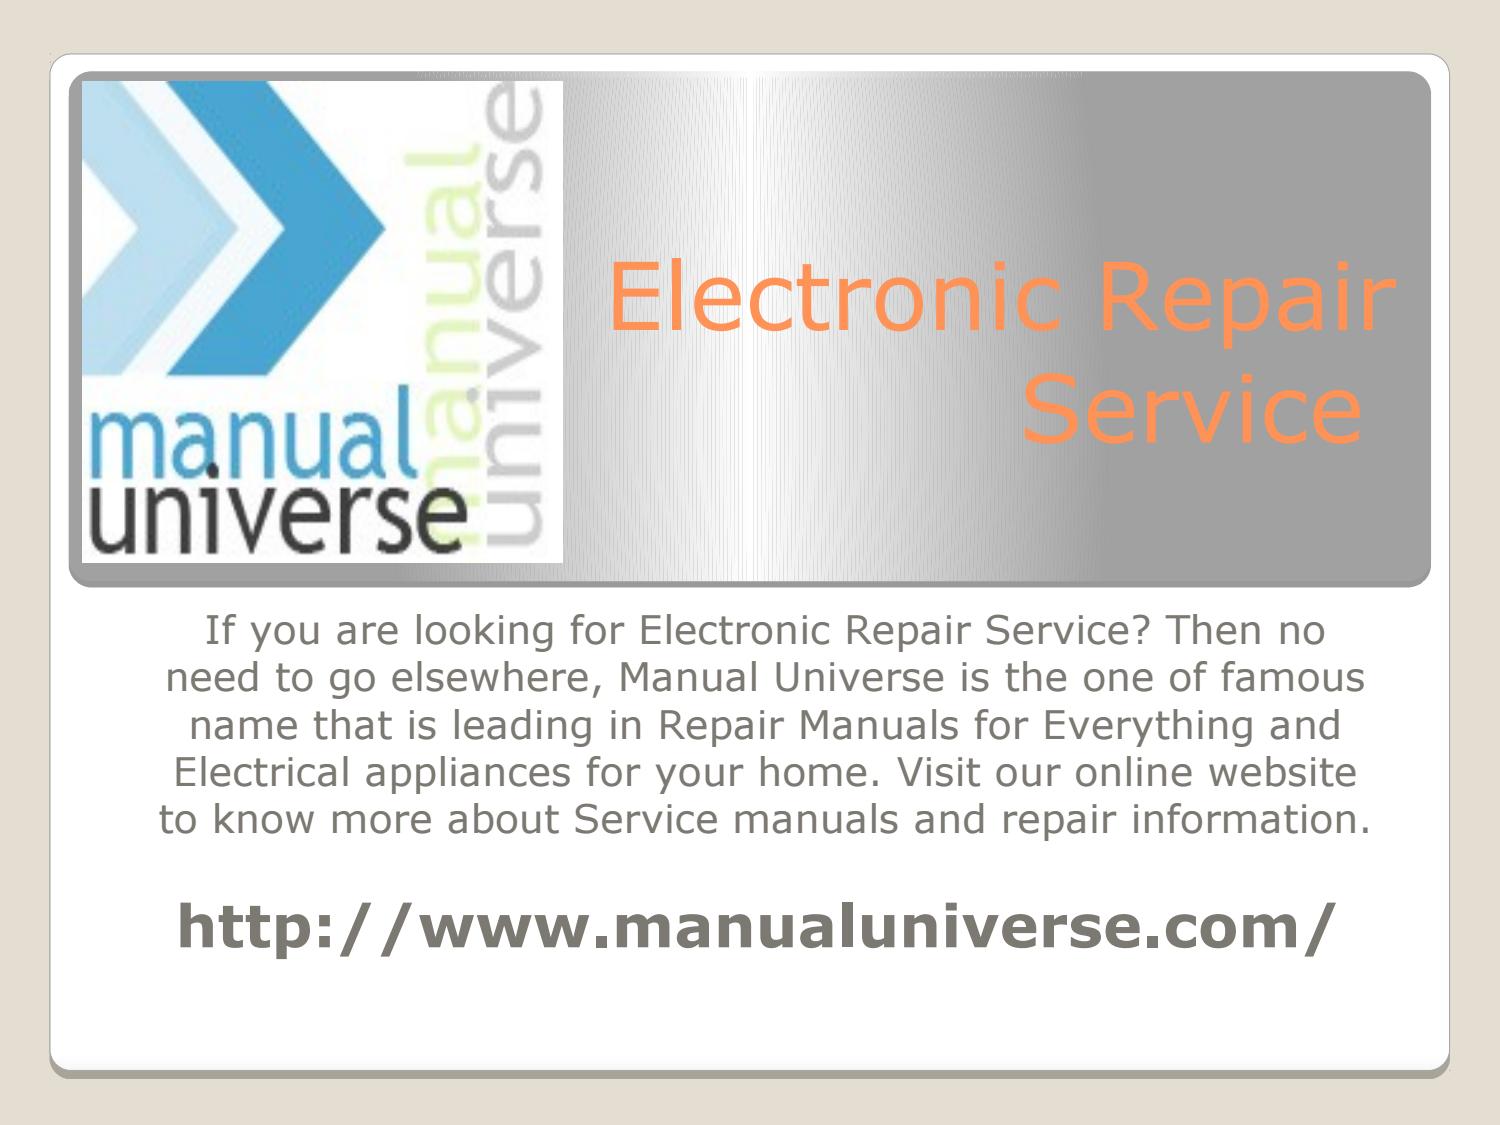 manual
universe
manual
universe
Electronic Repair
Service
If you are looking for Electronic Repair Service? Then no
need to go elsewhere, Manual Universe is the one of famous
name that is leading in Repair Manuals for Everything and
Electrical appliances for your home. Visit our online website
to know more about Service manuals and repair information.
http://www.manualuniverse.com/